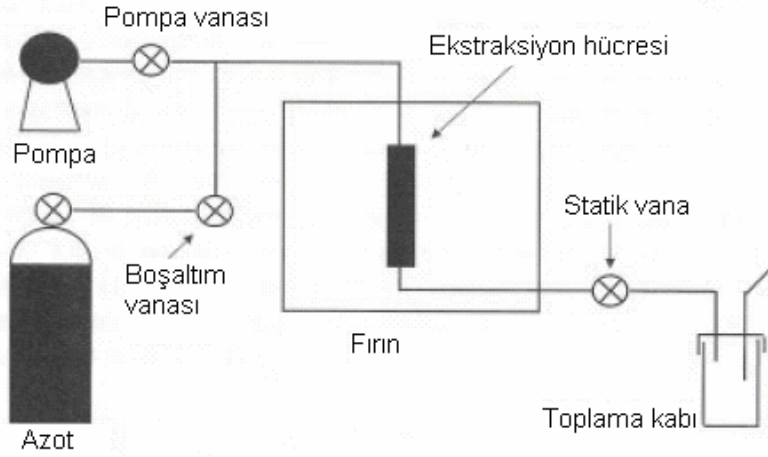 Pompa vanası
Ekstraksiyon hücresi
Pompa
Statik vana
Boşaltım
vanası
Fırın
Toplama kabı
Azot